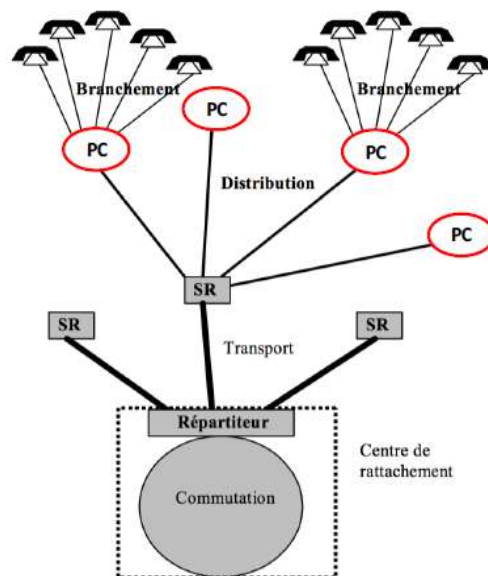 Branchement
Branchement
PC
PC
PC
Distribution
PC
SR
SR
SR
Transport
Répartiteur
Centre de
rattachement
Commutation